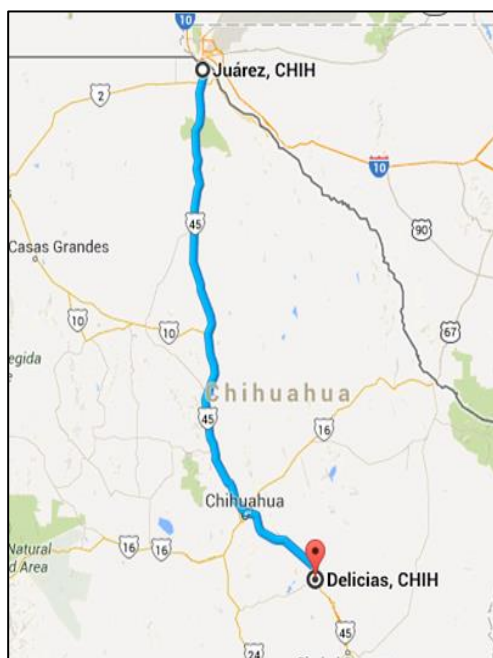 10
Juárez, CHIH
2
10
45
90
Casas Grandes
10
10
67
egida
Chihuahua
45
16
Chihuahua
Natural
d Area
16
16
Delicias, CHIH
45
24